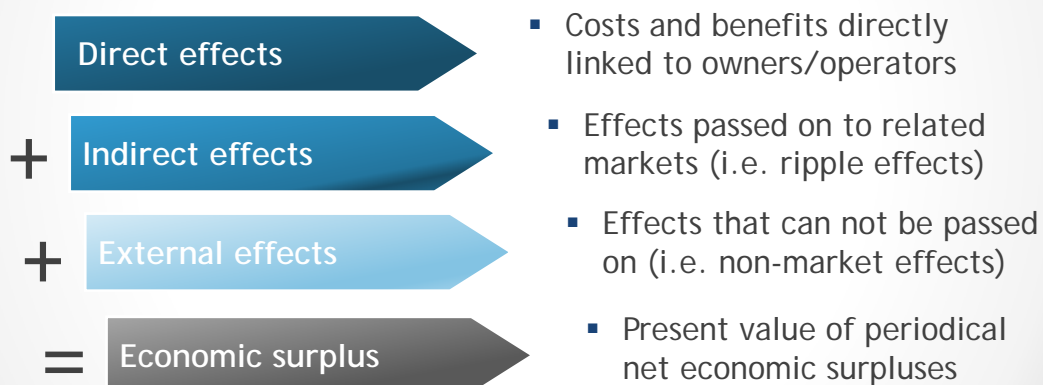 Direct effects
▪ Costs and benefits directly
linked to owners/operators
+ Indirect effects
▪ Effects passed on to related
markets (i.e. ripple effects)
+ External effects
▪ Effects that can not be passed
on (i.e. non-market effects)
= Economic surplus
▪ Present value of periodical
net economic surpluses